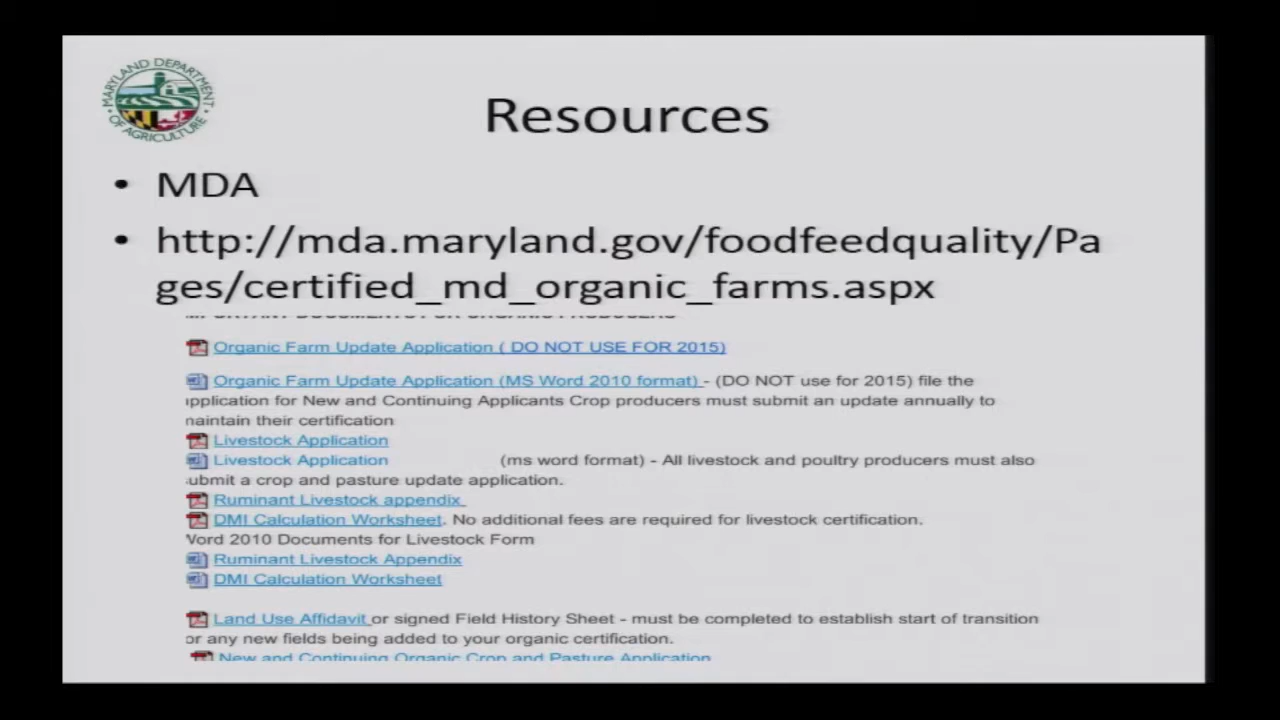 MARYLAND DEPARTMENT
OF AGRICULTURE
Resources
• MDA
• http://mda.maryland.gov/foodfeedquality/Pa
ges/certified_md_organic_farms.aspx
Organic Farm Update Application ( DO NOT USE FOR 2015)
Organic Farm Update Application (MS Word 2010 format) - (DO NOT use for 2015) file the
pplication for New and Continuing Applicants Crop producers must submit an update annually to
naintain their certification
Livestock Application
Livestock Application (ms word format) - All livestock and poultry producers must also
ubmit a crop and pasture update application.
Ruminant Livestock appendix
DMI Calculation Worksheet. No additional fees are required for livestock certification.
Vord 2010 Documents for Livestock Form
Ruminant Livestock Appendix
DMI Calculation Worksheet
Land Use Affidavit or signed Field History Sheet - must be completed to establish start of transition
or any new fields being added to your organic certification.
New and Continuing Organic Crop and Pasture Application